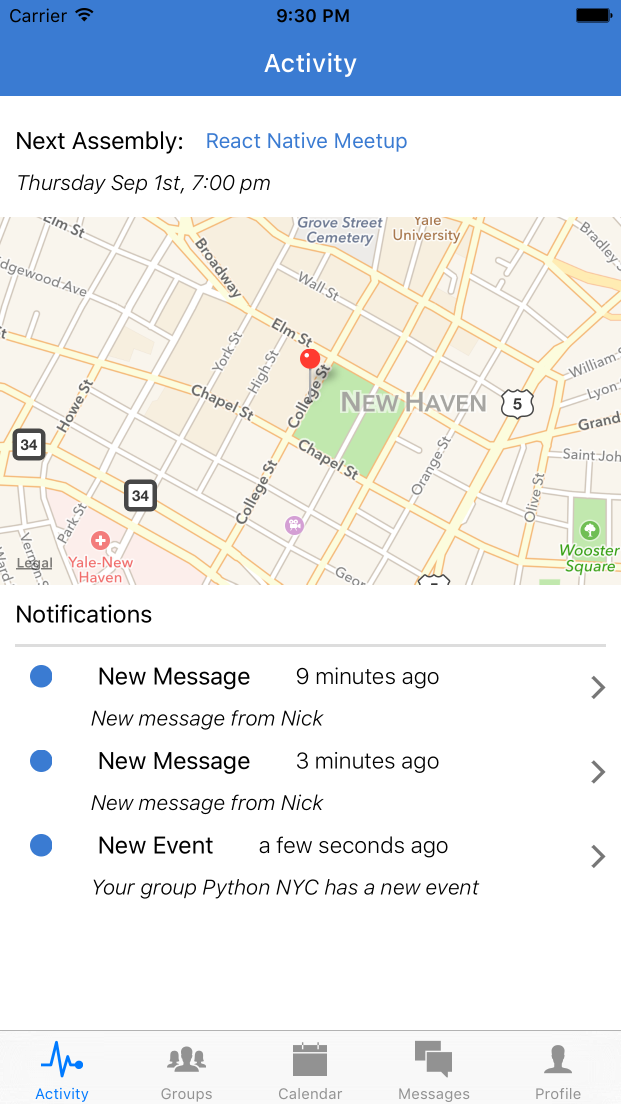 Carrier 9:30 PM
Activity
Next Assembly: React Native Meetup
Thursday Sep 1st, 7:00 pm
Elm St
Grove Street
Cemetery
Yale
University
Bradley
dgewood Ave
Broadway
Wall St
Elm St
York St
High St
College St
William
Lyon
Howe St
Chapel St
NEW HAVEN
5
Grand
34
Chapel St
Orange St
Saint Joh
34
College St
Olive St
Park St
Vernon
Ward
Legal
Yale-New
Haven
Geor
Wooster
Square
Notifications
New Message 9 minutes ago
New message from Nick
New Message 3 minutes ago
New message from Nick
New Event a few seconds ago
Your group Python NYC has a new event
Activity Groups Calendar Messages Profile